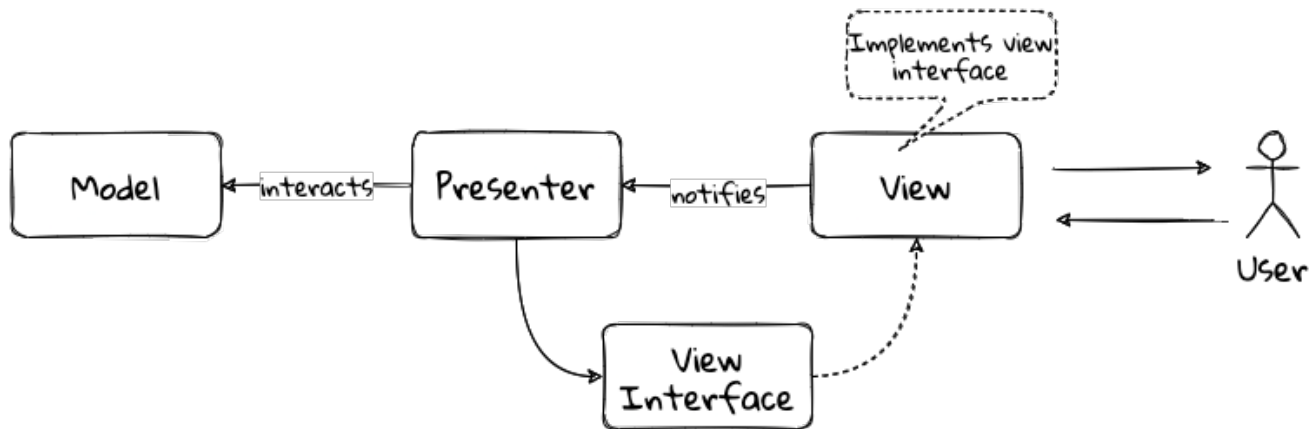 Implements view
interface
Model
interacts
Presenter
notifies
View
User
View
Interface